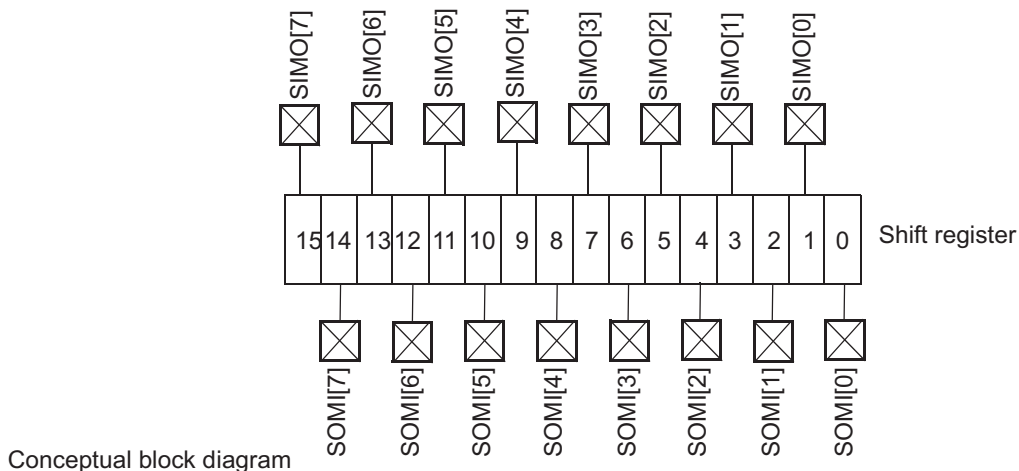 SIMO[7]
SIMO[6]
SIMO[5]
SIMO[4]
SIMO[3]
SIMO[2]
SIMO[1]
SIMO[0]
15 14 13 12 11 10 9 8 7 6 5 4 3 2 1 0
Shift register
SOMI[7]
SOMI[6]
SOMI[5]
SOMI[4]
SOMI[3]
SOMI[2]
SOMI[1]
SOMI[0]
Conceptual block diagram